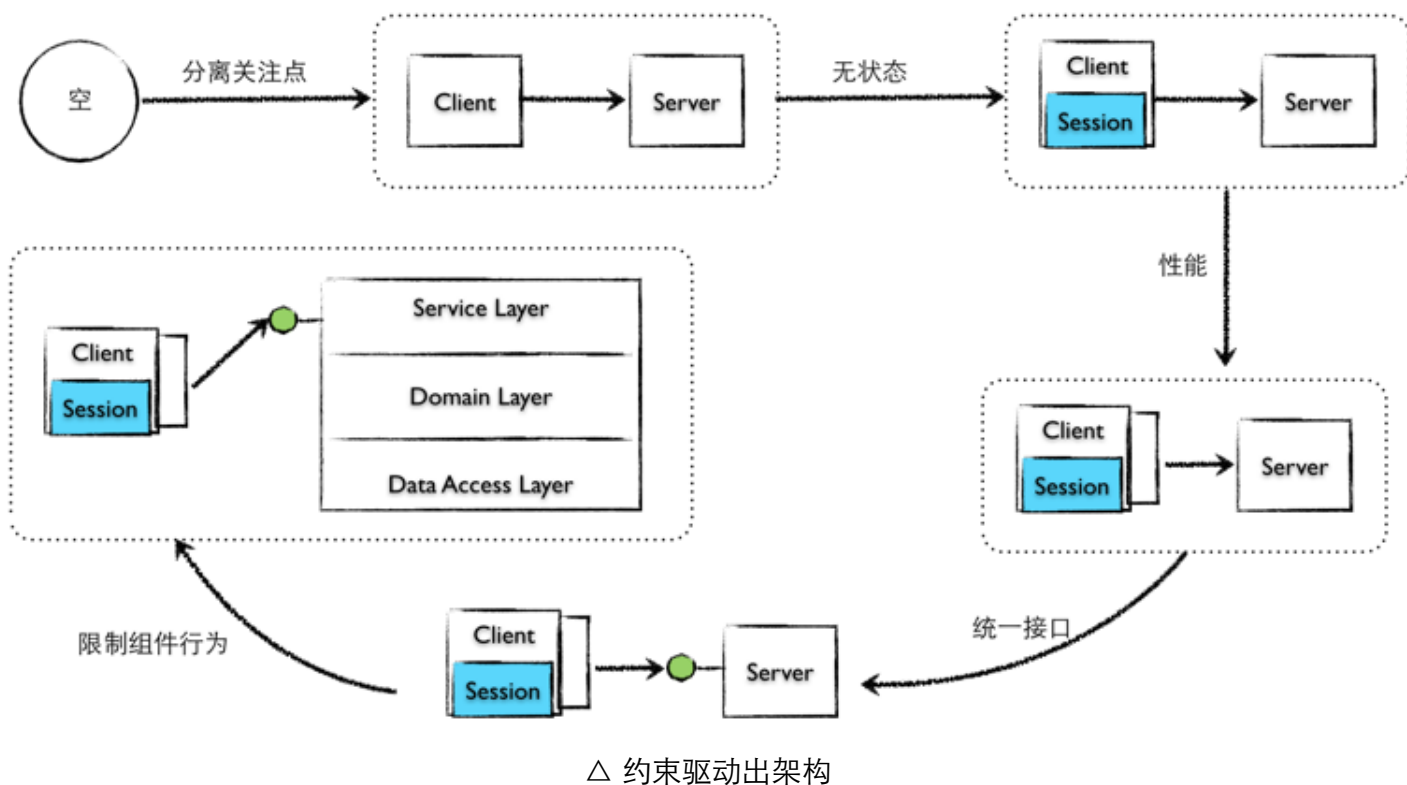 空
分离关注点
Client
Server
无状态
Client
Session
Server
性能
Client
Session
Server
统一接口
Client
Session
Server
限制组件行为
Client
Session
Service Layer
Domain Layer
Data Access Layer
△ 约束驱动出架构